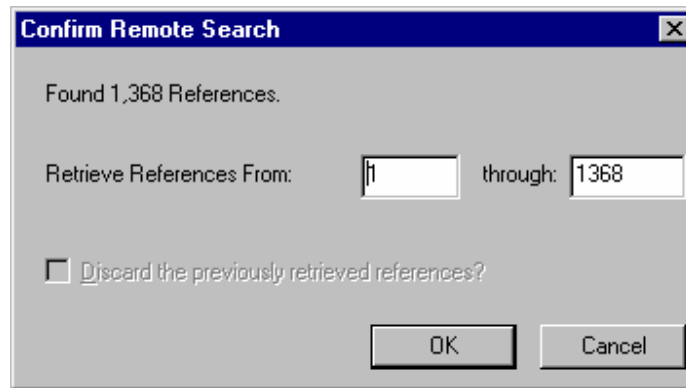 Confirm Remote Search
Found 1,368 References.
Retrieve References From: 1 through: 1368
Discard the previously retrieved references?
OK Cancel